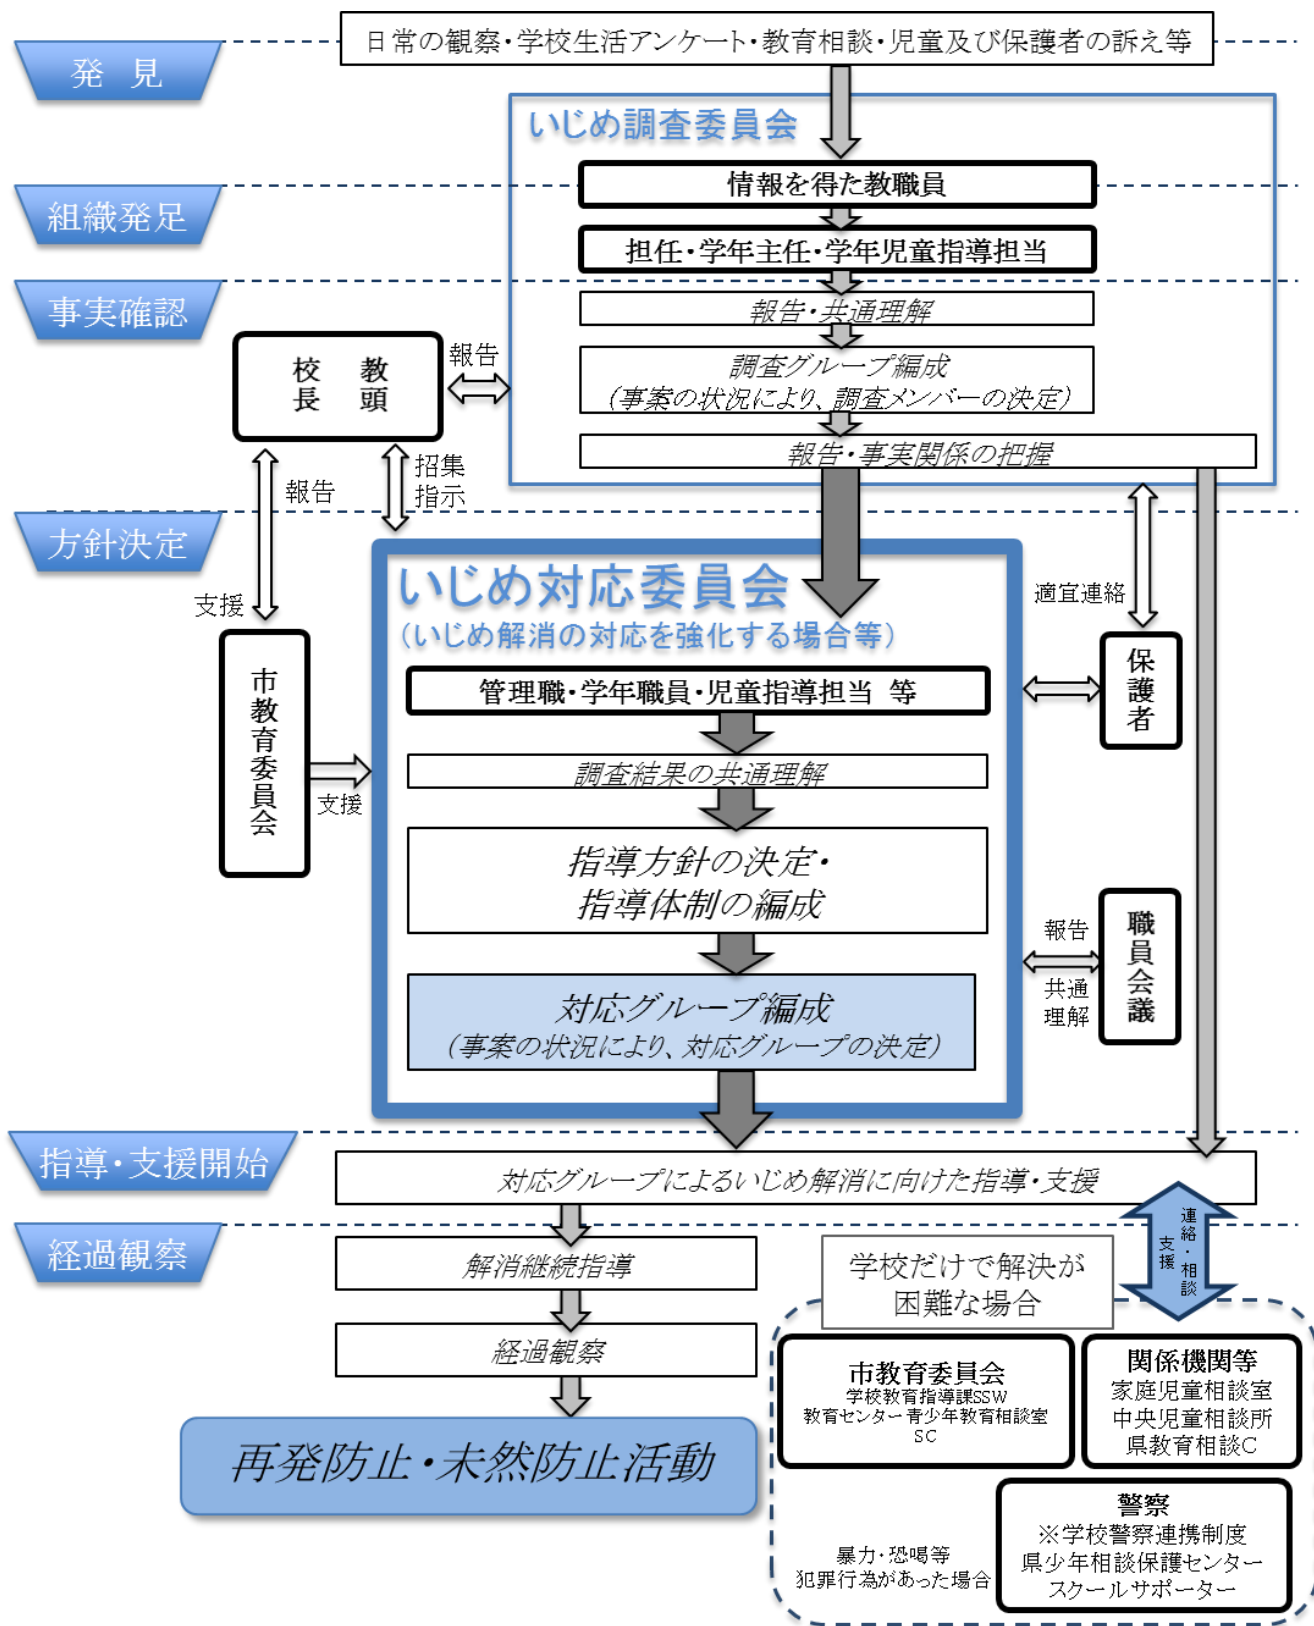 発 見
日常の観察・学校生活アンケート・教育相談・児童及び保護者の訴え等
いじめ調査委員会
情報を得た教職員
組織発足
担任・学年主任・学年児童指導担当
事実確認
報告・共通理解
校長
教頭
報告
調査グループ編成
（事案の状況により、調査メンバーの決定）
報告・事実関係の把握
報告
招集
指示
方針決定
いじめ対応委員会
（いじめ解消の対応を強化する場合等）
支援
適宜連絡
市教育委員会
保護者
管理職・学年職員・児童指導担当 等
調査結果の共通理解
支援
指導方針の決定・
指導体制の編成
報告
共通
理解
職員会議
対応グループ編成
（事案の状況により、対応グループの決定）
指導・支援開始
対応グループによるいじめ解消に向けた指導・支援
連絡・相談
支援
経過観察
解消継続指導
経過観察
再発防止・未然防止活動
学校だけで解決が
困難な場合
市教育委員会
学校教育指導課SSW
教育センター青少年教育相談室
SC
関係機関等
家庭児童相談室
中央児童相談所
県教育相談C
暴力・恐喝等
犯罪行為があった場合
警察
※学校警察連携制度
県少年相談保護センター
スクールサポーター